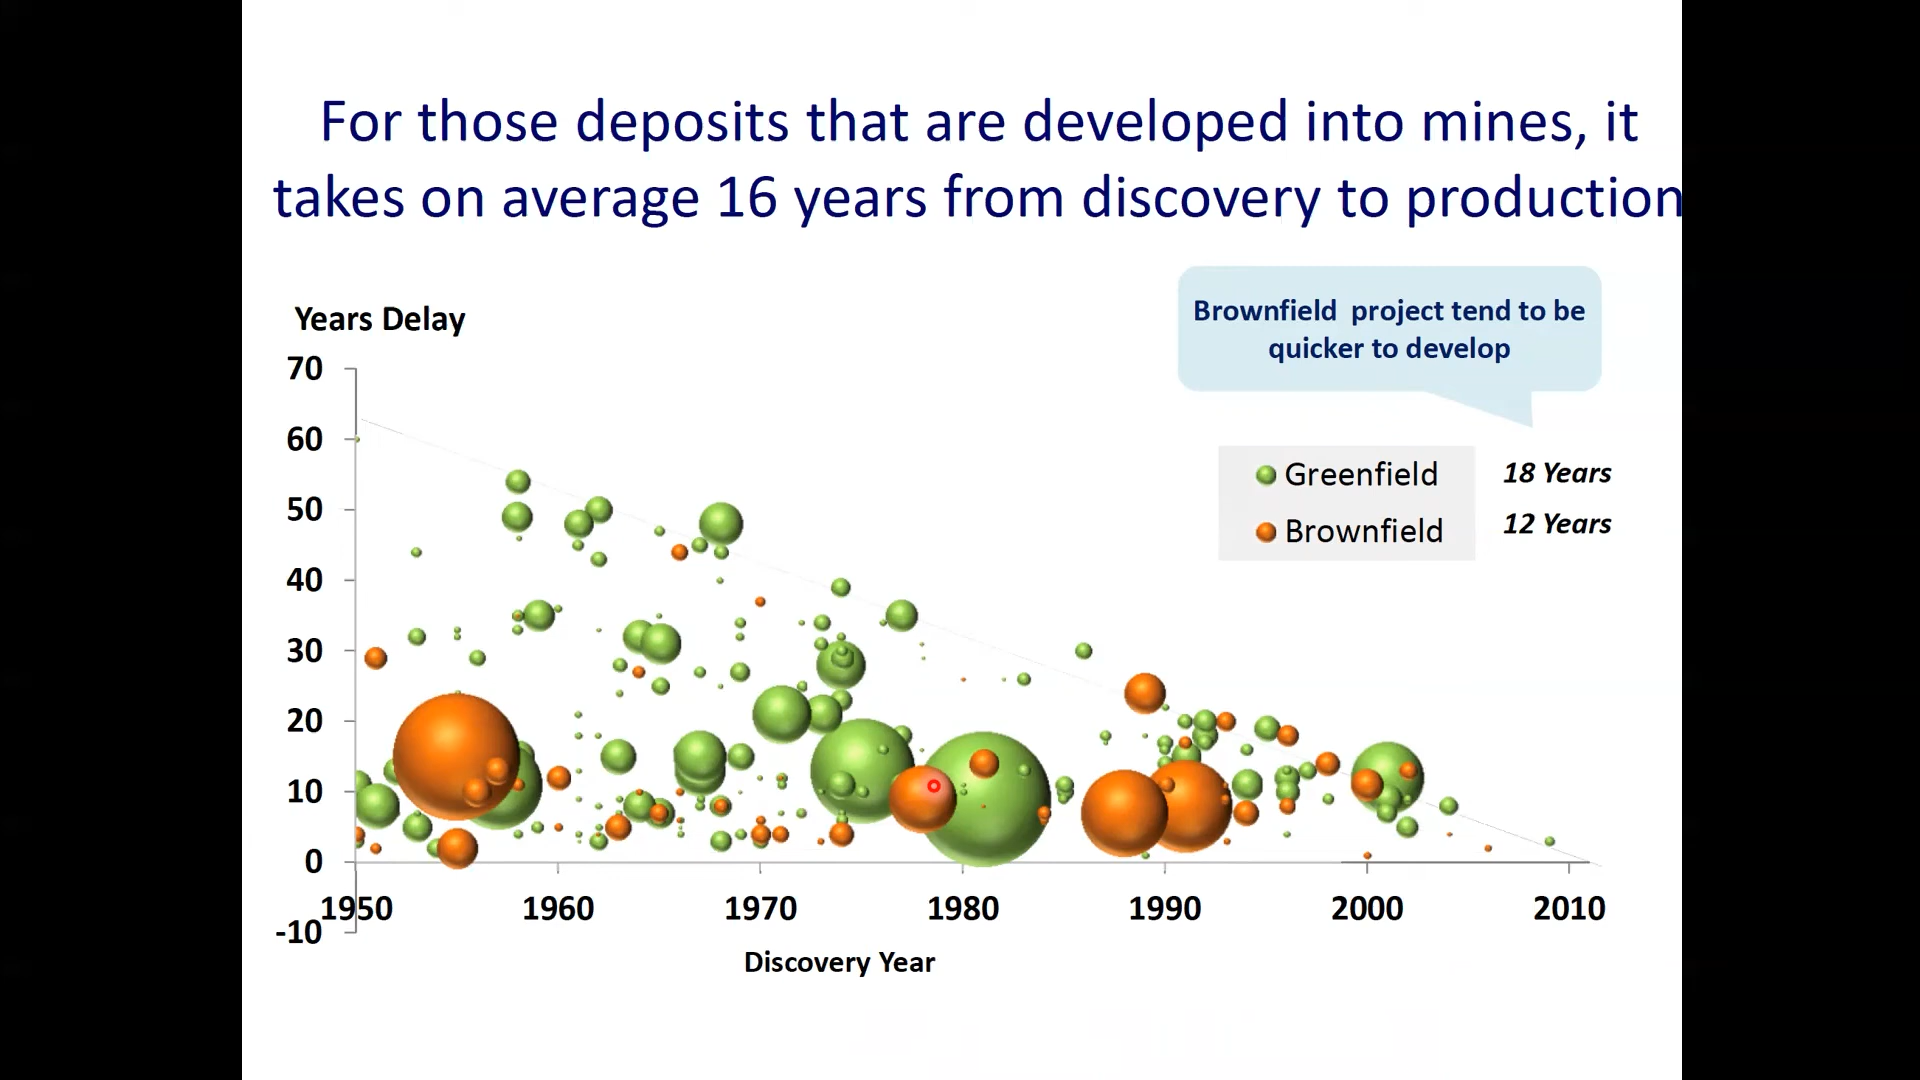 For those deposits that are developed into mines, it
takes on average 16 years from discovery to production
Brownfield project tend to be
quicker to develop
Years Delay
70
60
50
40
30
20
10
0
-10
Greenfield 18 Years
Brownfield 12 Years
1950 1960 1970 1980 1990 2000 2010
Discovery Year